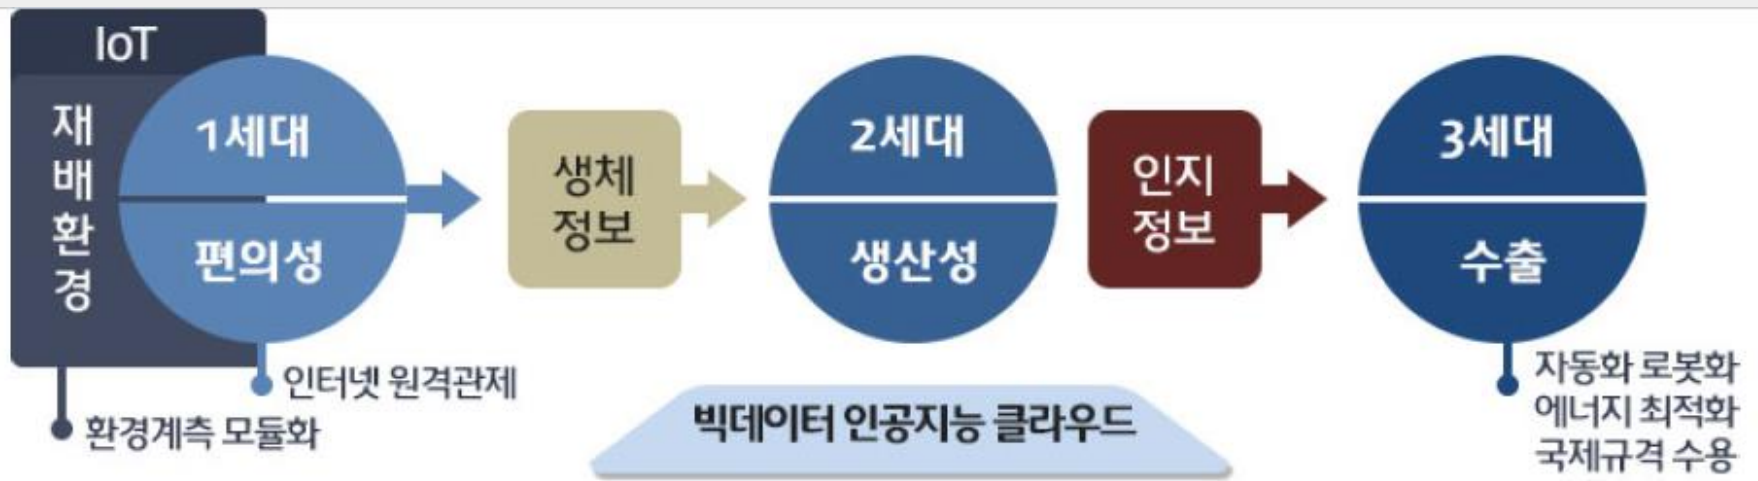 IoT
재배환경
1세대
편의성
생체
정보
2세대
생산성
인지
정보
3세대
수출
인터넷 원격관제
환경계측 모듈화
빅데이터 인공지능 클라우드
자동화 로봇화
에너지 최적화
국제규격 수용